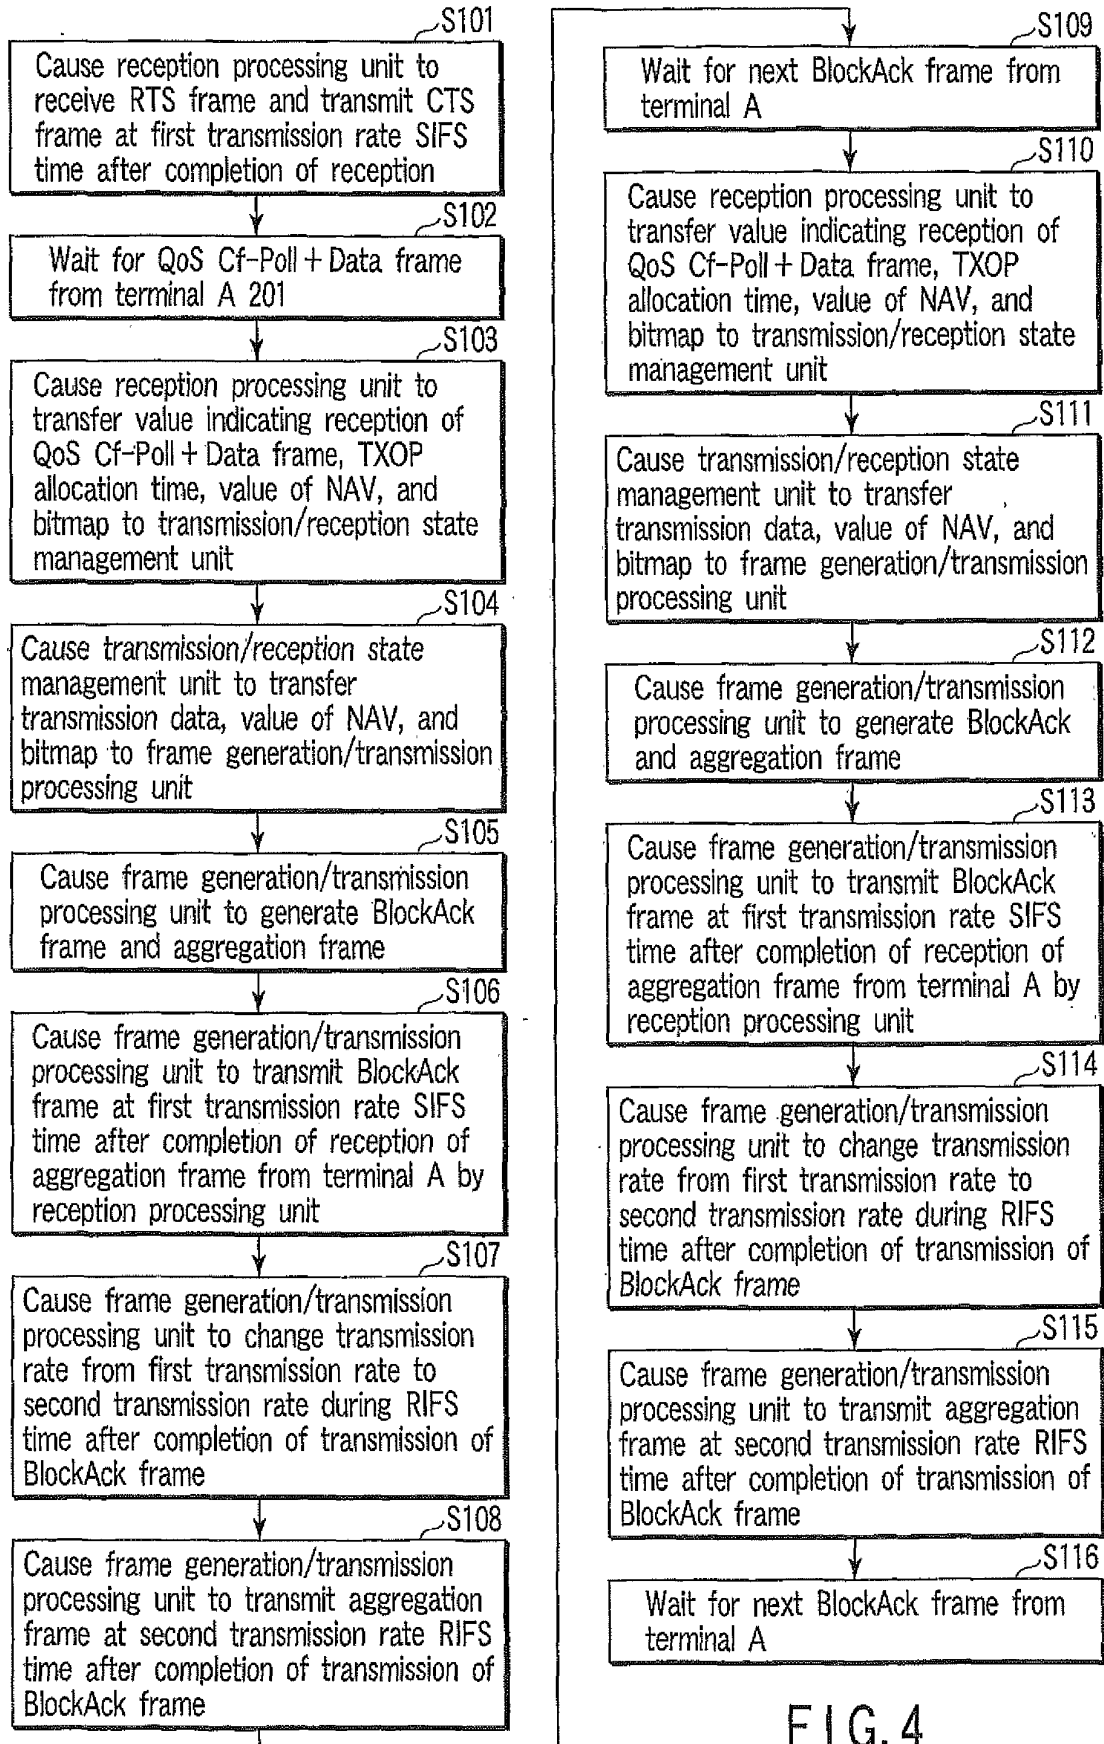 S101
Cause reception processing unit to
receive RTS frame and transmit CTS
frame at first transmission rate SIFS
time after completion of reception
S102
Wait for QoS Cf-Poll + Data frame
from terminal A 201
S103
Cause reception processing unit to
transfer value indicating reception of
QoS Cf-Poll + Data frame, TXOP
allocation time, value of NAV, and
bitmap to transmission/reception state
management unit
S104
Cause transmission/reception state
management unit to transfer
transmission data, value of NAV, and
bitmap to frame generation/transmission
processing unit
S105
Cause frame generation/transmission
processing unit to generate BlockAck
frame and aggregation frame
S106
Cause frame generation/transmission
processing unit to transmit BlockAck
frame at first transmission rate SIFS
time after completion of reception of
aggregation frame from terminal A by
reception processing unit
S107
Cause frame generation/transmission
processing unit to change transmission
rate from first transmission rate to
second transmission rate during RIFS
time after completion of transmission of
BlockAck frame
S108
Cause frame generation/transmission
processing unit to transmit aggregation
frame at second transmission rate RIFS
time after completion of transmission of
BlockAck frame
S109
Wait for next BlockAck frame from
terminal A
S110
Cause reception processing unit to
transfer value indicating reception of
QoS Cf-Poll + Data frame, TXOP
allocation time, value of NAV, and
bitmap to transmission/reception state
management unit
S111
Cause transmission/reception state
management unit to transfer
transmission data, value of NAV, and
bitmap to frame generation/transmission
processing unit
S112
Cause frame generation/transmission
processing unit to generate BlockAck
and aggregation frame
S113
Cause frame generation/transmission
processing unit to transmit BlockAck
frame at first transmission rate SIFS
time after completion of reception of
aggregation frame from terminal A by
reception processing unit
S114
Cause frame generation/transmission
processing unit to change transmission
rate from first transmission rate to
second transmission rate during RIFS
time after completion of transmission of
BlockAck frame
S115
Cause frame generation/transmission
processing unit to transmit aggregation
frame at second transmission rate RIFS
time after completion of transmission of
BlockAck frame
S116
Wait for next BlockAck frame from
terminal A
FIG. 4